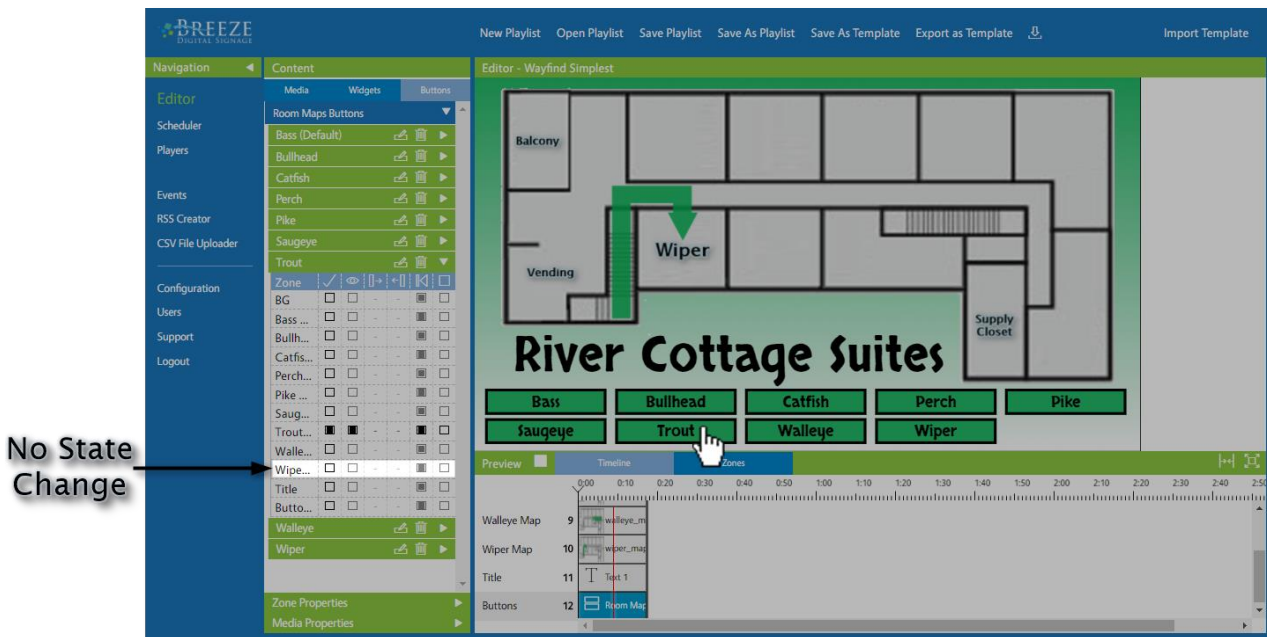 BREEZE
DIGITAL SIGNAGE
New Playlist Open Playlist Save Playlist Save As Playlist Save As Template Export as Template Import Template
Navigation
Editor
Scheduler
Players
Events
RSS Creator
CSV File Uploader
Configuration
Users
Support
Logout
Content
Media Widgets Buttons
Room Maps Buttons
Bass (Default)
Bullhead
Catfish
Perch
Pike
Saugeye
Trout
Zone
BG
Bass ...
Bullh...
Catfis...
Perch...
Pike ...
Saug...
Trout...
Walle...
Wipe...
Title
Butto...
Walleye
Wiper
Zone Properties
Media Properties
No State
Change
Editor - Wayfind Simplest
Balcony
Wiper
Vending
Supply
Closet
River Cottage Suites
Bass Bullhead Catfish Perch Pike
Saugeye Trout Walleye Wiper
Preview Timeline Zones
0:00 0:10 0:20 0:30 0:40 0:50 1:00 1:10 1:20 1:30 1:40 1:50 2:00 2:10 2:20 2:30 2:40 2:50
Walleye Map 9 walleye_m
Wiper Map 10 wiper_map
Title 11 T Text 1
Buttons 12 Room Map